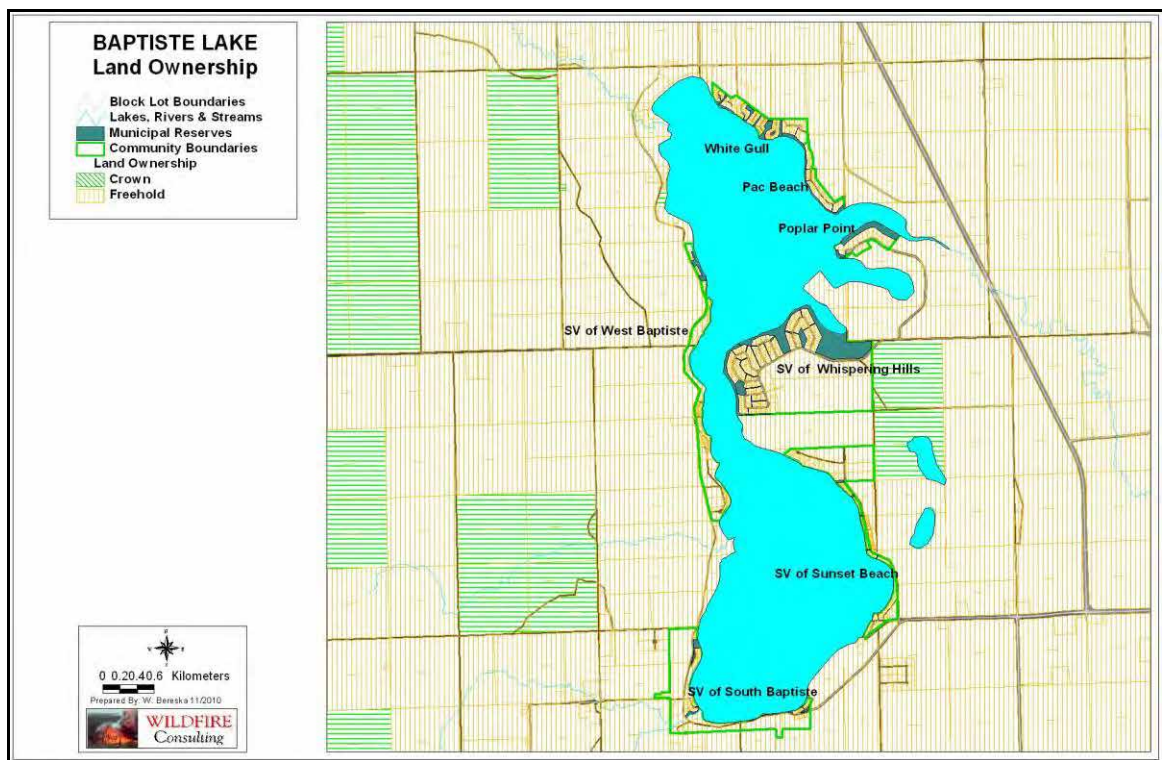 BAPTISTE LAKE
Land Ownership
Block Lot Boundaries
Lakes, Rivers & Streams
Municipal Reserves
Community Boundaries
Land Ownership
Crown
Freehold
White Gull
Pac Beach
Poplar Point
SV of West Baptiste
SV of Whispering Hills
SV of Sunset Beach
SV of South Baptiste
0 0.20.40.6 Kilometers
Prepared By: W. Bereska 11/2010
WILDFIRE
Consulting